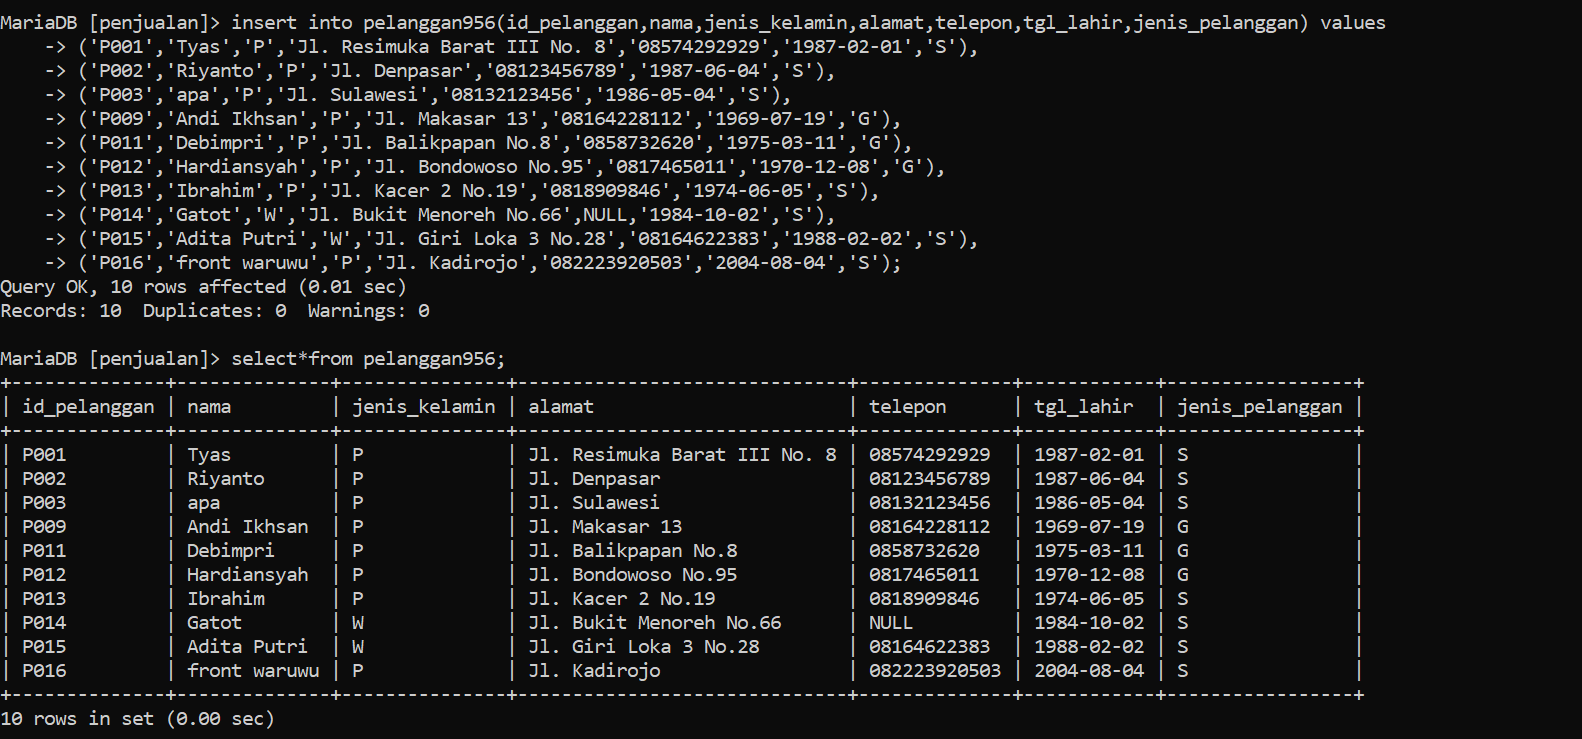 MariaDB [penjualan]> insert into pelanggan956(id_pelanggan,nama,jenis_kelamin,alamat,telepon,tgl_lahir,jenis_pelanggan) values
    -> ('P001','Tyas','P','Jl. Resimuka Barat III No. 8','08574292929','1987-02-01','S'),
    -> ('P002','Riyanto','P','Jl. Denpasar','08123456789','1987-06-04','S'),
    -> ('P003','apa','P','Jl. Sulawesi','08132123456','1986-05-04','S'),
    -> ('P009','Andi Ikhsan','P','Jl. Makasar 13','08164228112','1969-07-19','G'),
    -> ('P011','Debimpri','P','Jl. Balikpapan No.8','0858732620','1975-03-11','G'),
    -> ('P012','Hardiansyah','P','Jl. Bondowoso No.95','0817465011','1970-12-08','G'),
    -> ('P013','Ibrahim','P','Jl. Kacer 2 No.19','0818909846','1974-06-05','S'),
    -> ('P014','Gatot','W','Jl. Bukit Menoreh No.66',NULL,'1984-10-02','S'),
    -> ('P015','Adita Putri','W','Jl. Giri Loka 3 No.28','08164622383','1988-02-02','S'),
    -> ('P016','front waruwu','P','Jl. Kadirojo','082223920503','2004-08-04','S');
Query OK, 10 rows affected (0.01 sec)
Records: 10  Duplicates: 0  Warnings: 0

MariaDB [penjualan]> select*from pelanggan956;
+--------------+--------------+---------------+------------------------------+--------------+------------+-----------------+
| id_pelanggan | nama         | jenis_kelamin | alamat                       | telepon      | tgl_lahir  | jenis_pelanggan |
+--------------+--------------+---------------+------------------------------+--------------+------------+-----------------+
| P001         | Tyas         | P             | Jl. Resimuka Barat III No. 8 | 08574292929  | 1987-02-01 | S               |
| P002         | Riyanto      | P             | Jl. Denpasar                 | 08123456789  | 1987-06-04 | S               |
| P003         | apa          | P             | Jl. Sulawesi                 | 08132123456  | 1986-05-04 | S               |
| P009         | Andi Ikhsan  | P             | Jl. Makasar 13               | 08164228112  | 1969-07-19 | G               |
| P011         | Debimpri     | P             | Jl. Balikpapan No.8          | 0858732620   | 1975-03-11 | G               |
| P012         | Hardiansyah  | P             | Jl. Bondowoso No.95          | 0817465011   | 1970-12-08 | G               |
| P013         | Ibrahim      | P             | Jl. Kacer 2 No.19            | 0818909846   | 1974-06-05 | S               |
| P014         | Gatot        | W             | Jl. Bukit Menoreh No.66      | NULL         | 1984-10-02 | S               |
| P015         | Adita Putri  | W             | Jl. Giri Loka 3 No.28        | 08164622383  | 1988-02-02 | S               |
| P016         | front waruwu | P             | Jl. Kadirojo                 | 082223920503 | 2004-08-04 | S               |
+--------------+--------------+---------------+------------------------------+--------------+------------+-----------------+
10 rows in set (0.00 sec)